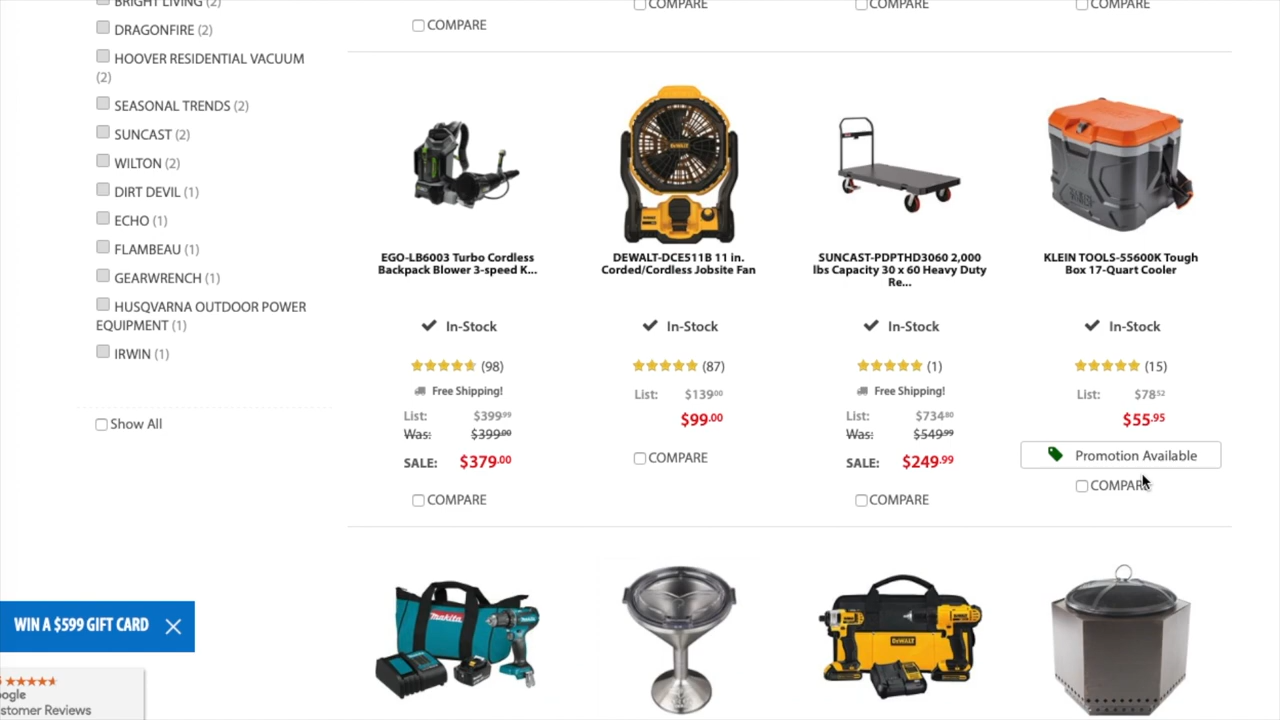 BRIGHT LIVING (2)
DRAGONFIRE (2)
HOOVER RESIDENTIAL VACUUM
(2)
SEASONAL TRENDS (2)
SUNCAST (2)
WILTON (2)
DIRT DEVIL (1)
ECHO (1)
FLAMBEAU (1)
GEARWRENCH (1)
HUSQVARNA OUTDOOR POWER
EQUIPMENT (1)
IRWIN (1)
Show All
COMPARE
COMPARE
COMPARE
COMPARE
EGO-LB6003 Turbo Cordless
Backpack Blower 3-speed K...
In-Stock
(98)
Free Shipping!
List: $399.99
Was: $399.00
SALE: $379.00
COMPARE
DEWALT
DEWALT-DCE511B 11 in.
Corded/Cordless Jobsite Fan
In-Stock
(87)
List: $139.00
$99.00
COMPARE
SUNCAST-PDPTHD3060 2,000
lbs Capacity 30 x 60 Heavy Duty
Re...
In-Stock
(1)
Free Shipping!
List: $734.80
Was: $549.99
SALE: $249.99
COMPARE
KLEIN TOOLS-55600K Tough
Box 17-Quart Cooler
In-Stock
(15)
List: $78.52
$55.95
Promotion Available
COMPARE
makita
DEWALT
WIN A $599 GIFT CARD
ogle
stomer Reviews